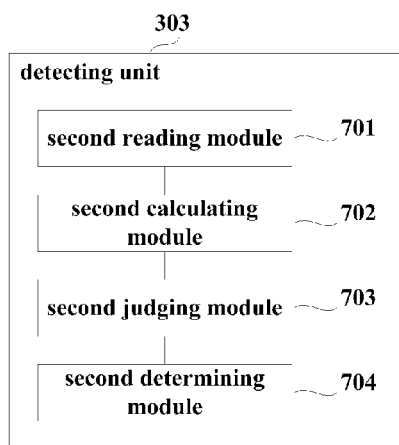 303
detecting unit
second reading module 701
second calculating
module 702
second judging module 703
second determining
module 704